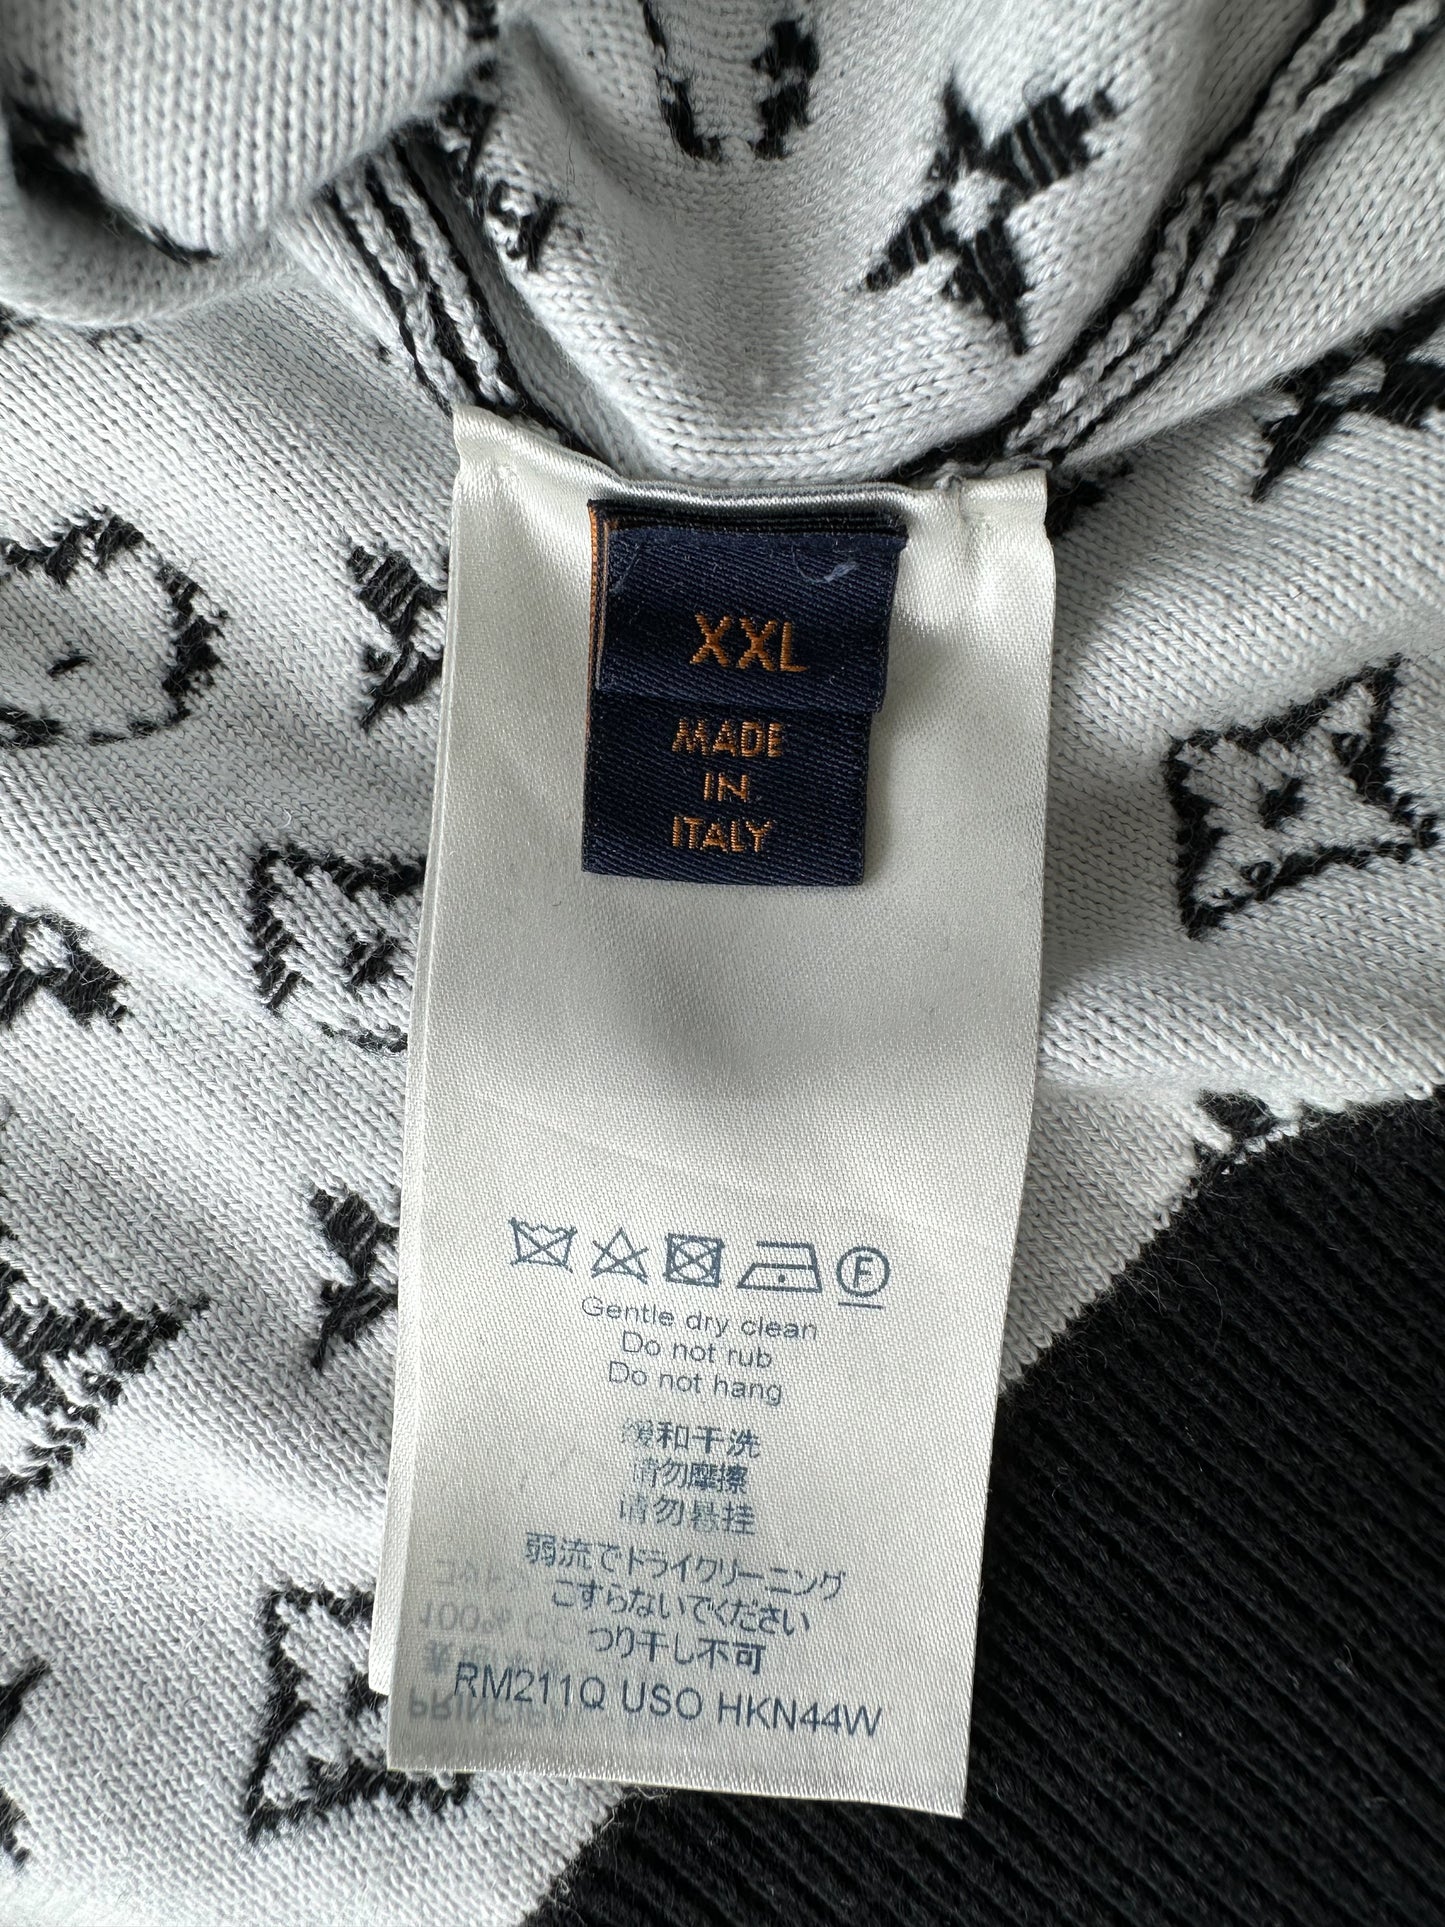 XXL
MADE
IN
ITALY
F
Gentle dry clean
Do not rub
Do not hang
缓和干洗
请勿摩擦
请勿悬挂
弱流でドライクリーニング
こすらないでください
つり干し不可
RM211Q USO HKN44W
100%